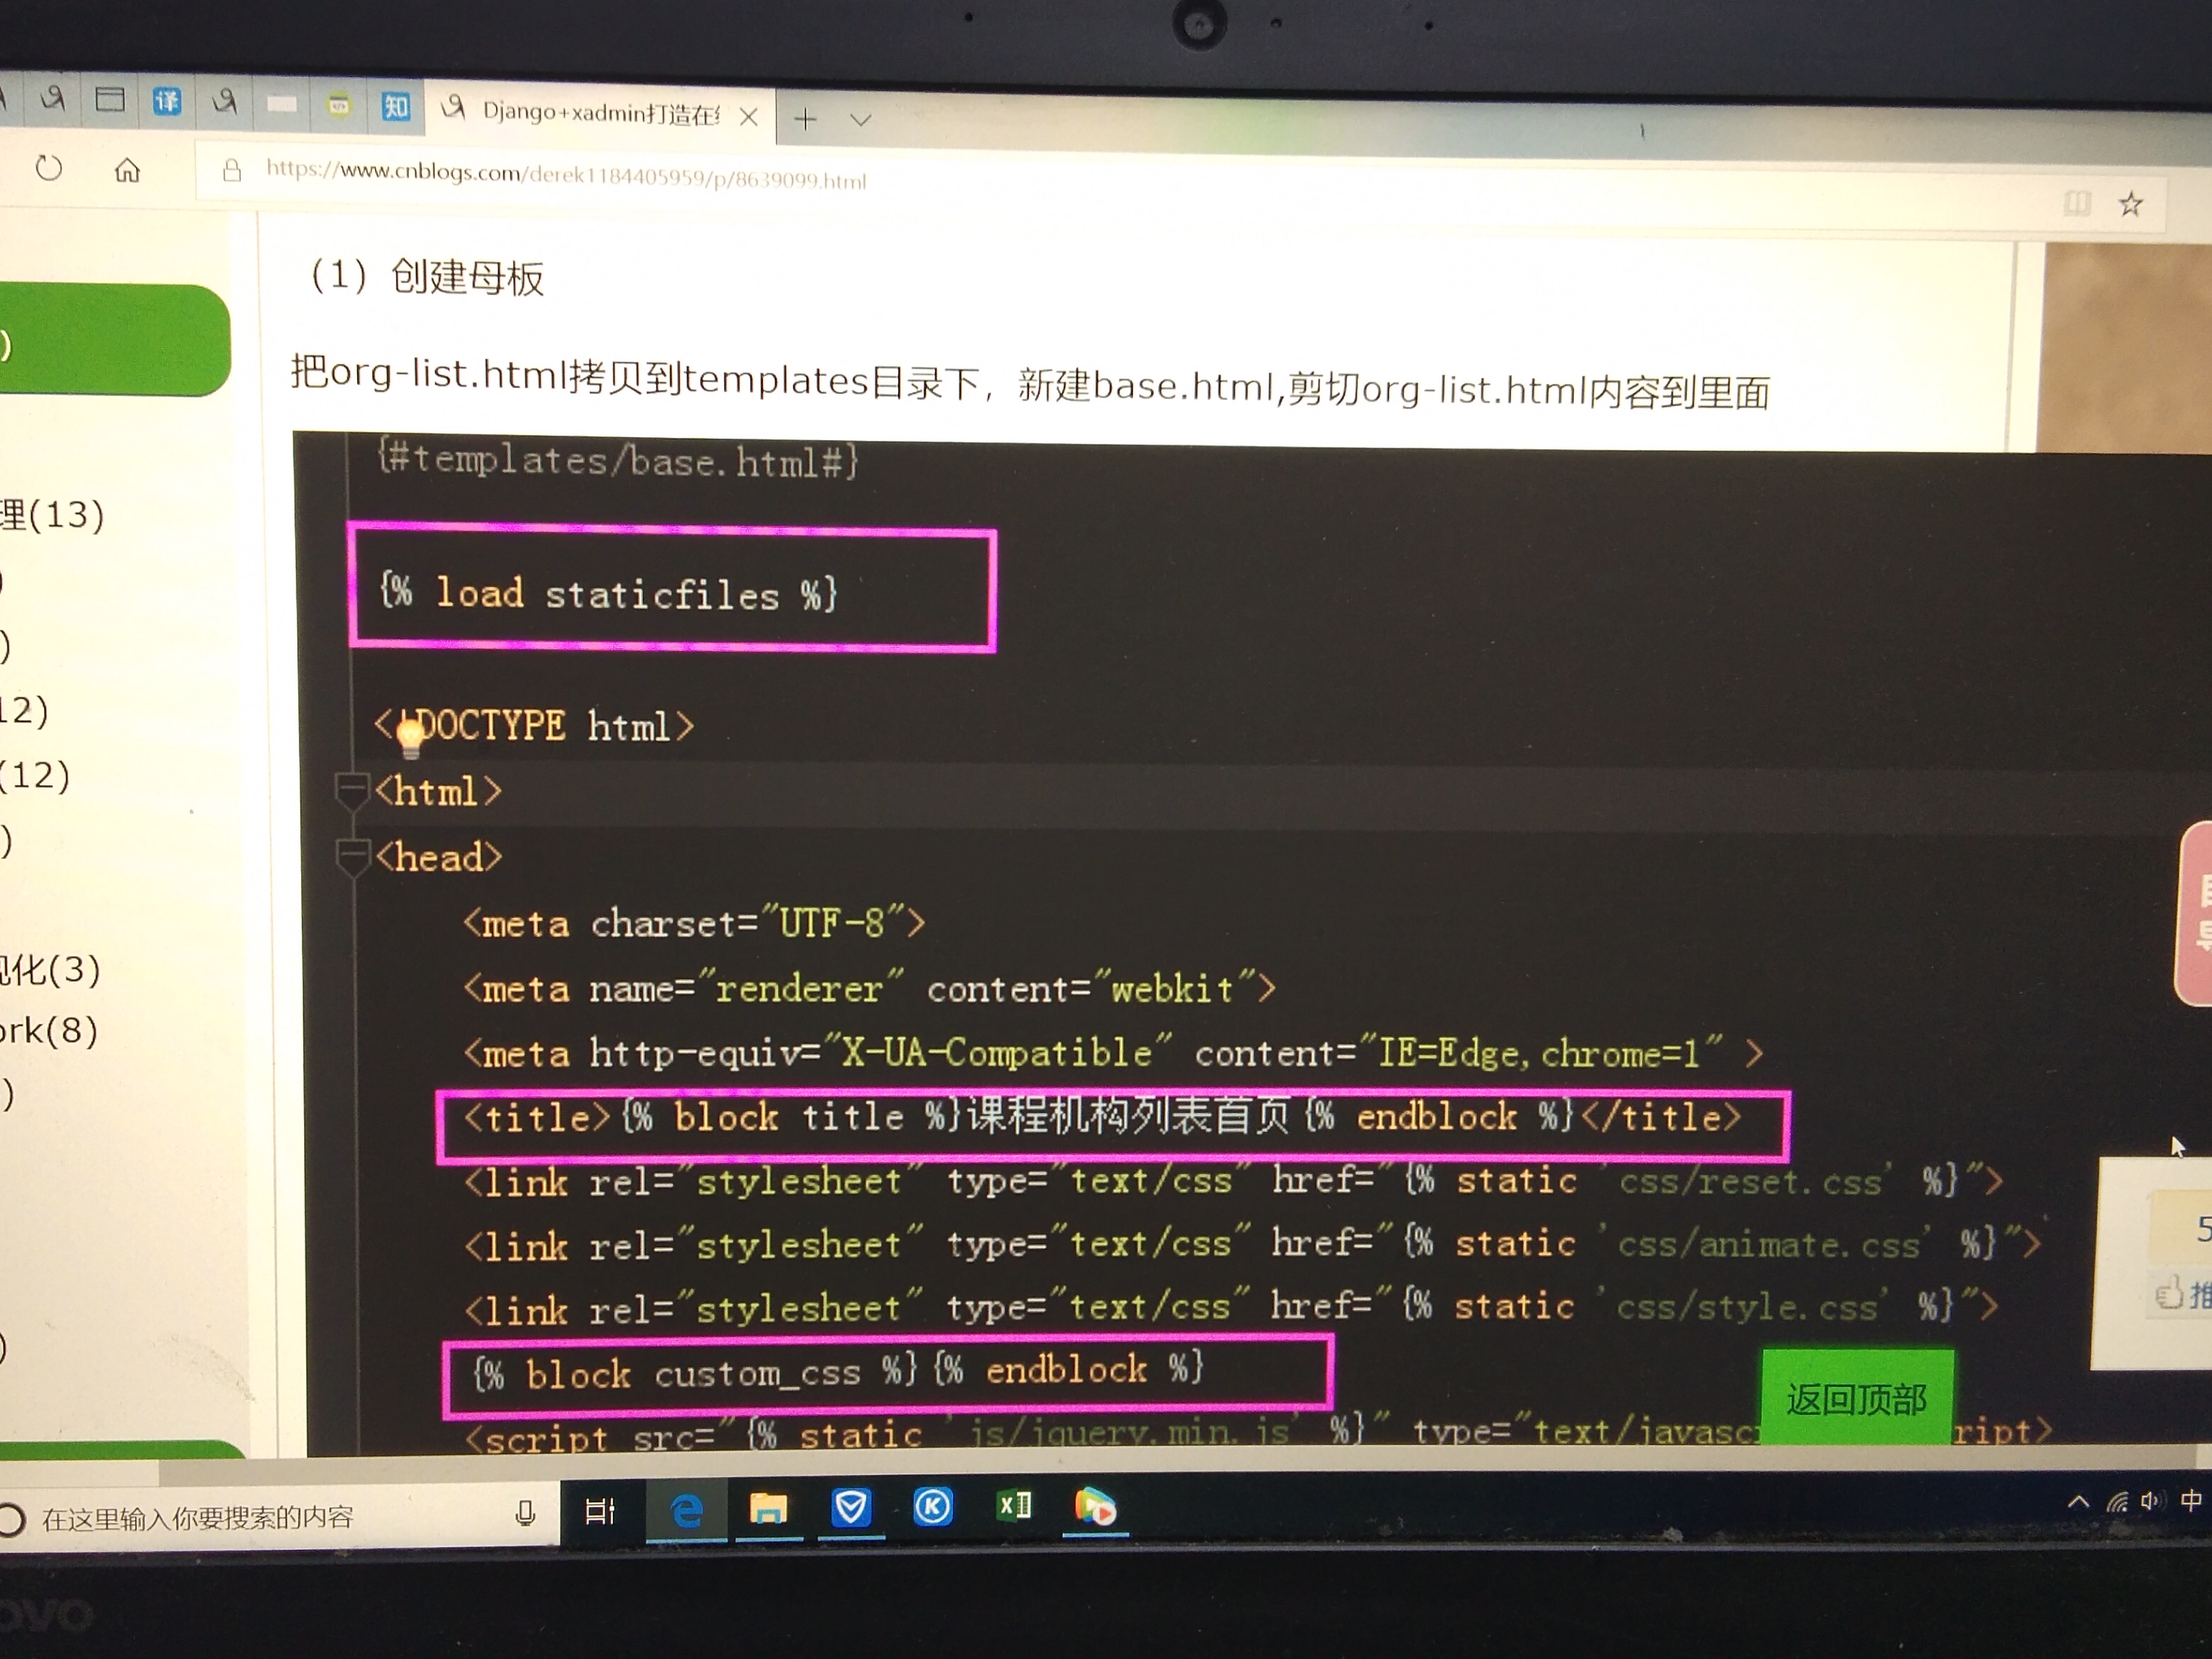 译
知
Django+xadmin打造在
https://www.cnblogs.com/derek1184405959/p/8639099.html
)
理(13)
)
)
12)
(12)
)
化(3)
ork(8)
)
)
（1）创建母板
把org-list.html拷贝到templates目录下，新建base.html,剪切org-list.html内容到里面
{#templates/base.html#}
{% load staticfiles %}
<!DOCTYPE html>
<html>
<head>
<meta charset="UTF-8">
<meta name="renderer" content="webkit">
<meta http-equiv="X-UA-Compatible" content="IE=Edge,chrome=1" >
<title>{% block title %}课程机构列表首页{% endblock %}</title>
<link rel="stylesheet" type="text/css" href="{% static 'css/reset.css' %}">
<link rel="stylesheet" type="text/css" href="{% static 'css/animate.css' %}">
<link rel="stylesheet" type="text/css" href="{% static 'css/style.css' %}">
{% block custom_css %}{% endblock %}
<script src="{% static 'js/jquery.min.js' %}" type="text/javasc
ript>
返回顶部
5
推
在这里输入你要搜索的内容
中
ovo